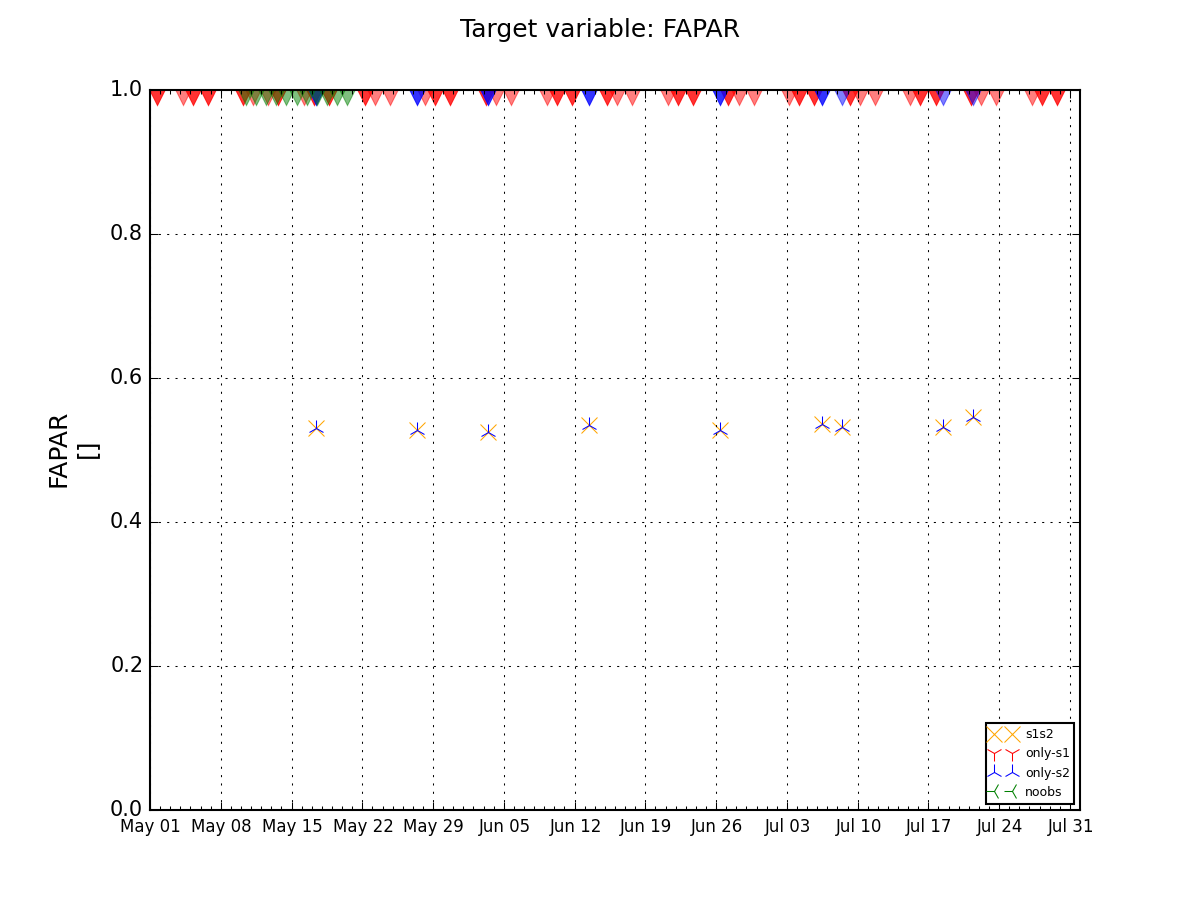 Target variable: FAPAR
1.0
0.8
0.6
0.4
0.2
0.0
FAPAR
[]
May 01 May 08 May 15 May 22 May 29 Jun 05 Jun 12 Jun 19 Jun 26 Jul 03 Jul 10 Jul 17 Jul 24 Jul 31
s1s2
only-s1
only-s2
noobs